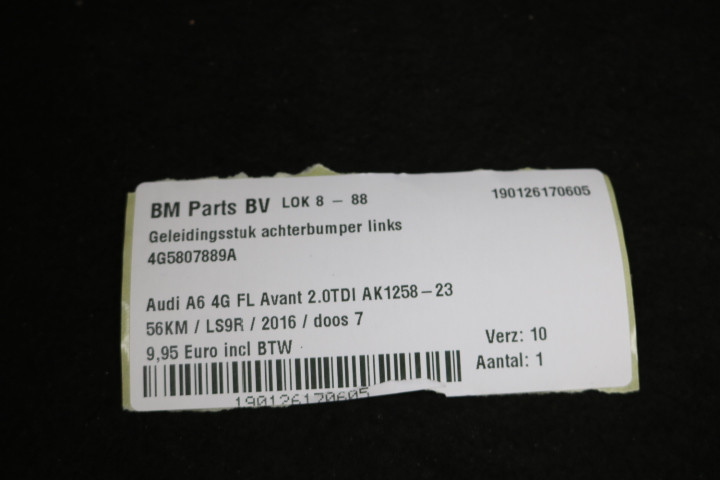 BM Parts BV LOK 8 - 88 190126170605
Geleidingsstuk achterbumper links
4G5807889A
Audi A6 4G FL Avant 2.0TDI AK1258-23
56KM / LS9R / 2016 / doos 7
9,95 Euro incl BTW
Verz: 10
Aantal: 1
190126170605